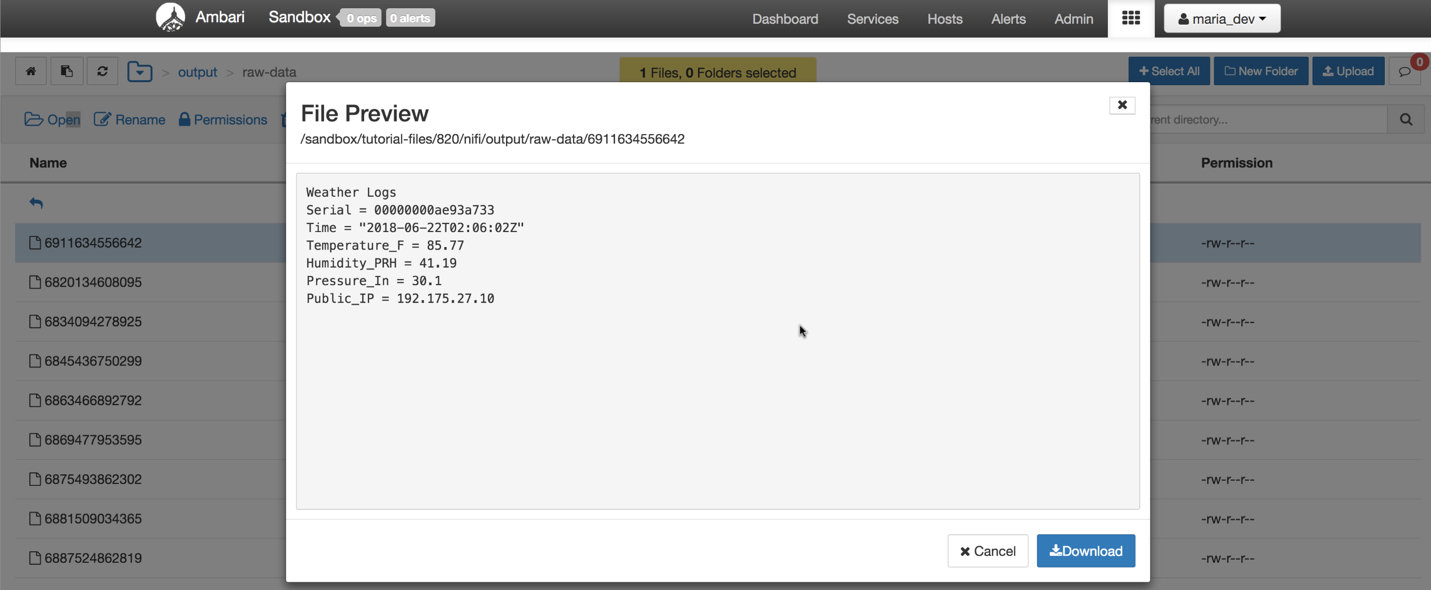 Ambari Sandbox 0 ops 0 alerts Dashboard Services Hosts Alerts Admin maria_dev
> output > raw-data 1 Files, 0 Folders selected + Select All New Folder Upload 0
Open Rename Permissions rent directory...
File Preview
/sandbox/tutorial-files/820/nifi/output/raw-data/6911634556642
Name Permission
Weather Logs
Serial = 00000000ae93a733
Time = "2018-06-22T02:06:02Z"
Temperature_F = 85.77
Humidity_PRH = 41.19
Pressure_In = 30.1
Public_IP = 192.175.27.10
6911634556642 -rw-r--r--
6820134608095 -rw-r--r--
6834094278925 -rw-r--r--
6845436750299 -rw-r--r--
6863466892792 -rw-r--r--
6869477953595 -rw-r--r--
6875493862302 -rw-r--r--
6881509034365 -rw-r--r--
6887524862819 -rw-r--r--
Cancel Download